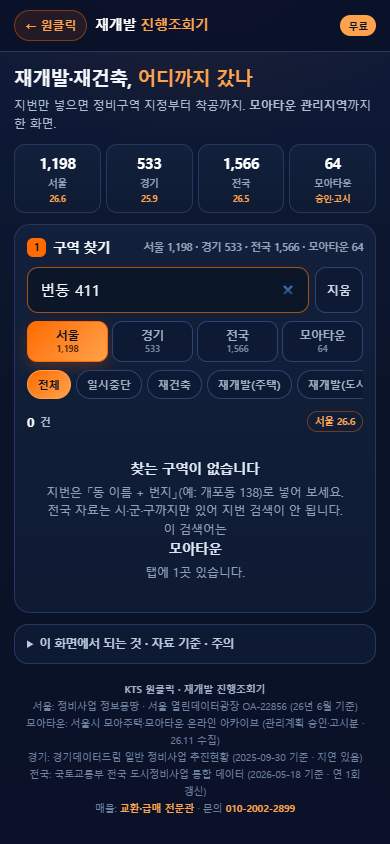 ← 원클릭 재개발 진행조회기 무료
재개발·재건축, 어디까지 갔나
지번만 넣으면 정비구역 지정부터 착공까지. 모아타운 관리지역까지
한 화면.
1,198 533 1,566 64
서울 경기 전국 모아타운
26.6 25.9 26.5 승인·고시
1 구역 찾기 서울 1,198 · 경기 533 · 전국 1,566 · 모아타운 64
번동 411 ✕ 지움
서울 경기 전국 모아타운
1,198 533 1,566 64
전체 일시중단 재건축 재개발(주택) 재개발(도시
0 건 서울 26.6
찾는 구역이 없습니다
지번은 「동 이름 + 번지」(예: 개포동 138)로 넣어 보세요.
전국 자료는 시·군·구까지만 있어 지번 검색이 안 됩니다.
이 검색어는
모아타운
탭에 1곳 있습니다.
▶ 이 화면에서 되는 것 · 자료 기준 · 주의
KTS 원클릭 · 재개발 진행조회기
서울: 정비사업 정보몽땅 · 서울 열린데이터광장 OA-22856 (26년 6월 기준)
모아타운: 서울시 모아주택·모아타운 온라인 아카이브 (관리계획 승인·고시분 ·
26.11 수집)
경기: 경기데이터드림 일반 정비사업 추진현황 (2025-09-30 기준 · 지연 있음)
전국: 국토교통부 전국 도시정비사업 통합 데이터 (2026-05-18 기준 · 연 1회
갱신)
매물: 교환·급매 전문관 · 문의 010-2002-2899